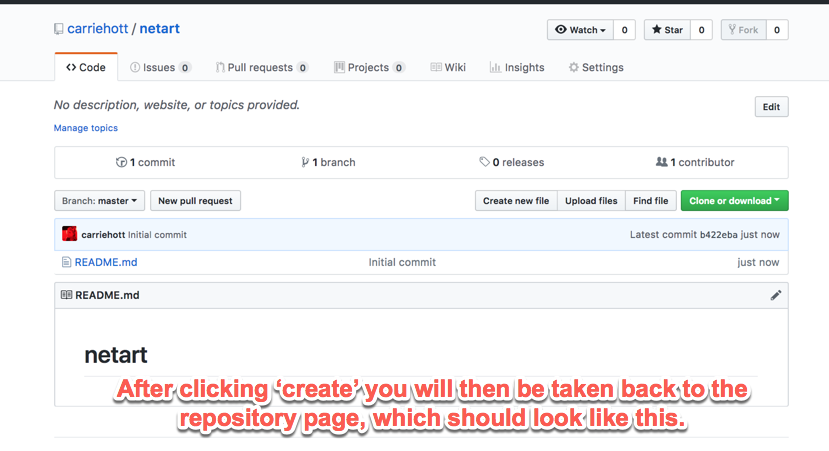 carriehott / netart
Watch 0 Star 0 Fork 0
Code Issues 0 Pull requests 0 Projects 0 Wiki Insights Settings
No description, website, or topics provided. Edit
Manage topics
1 commit 1 branch 0 releases 1 contributor
Branch: master New pull request Create new file Upload files Find file Clone or download
carriehott Initial commit Latest commit b422eba just now
README.md Initial commit just now
README.md
netart
After clicking ‘create’ you will then be taken back to the
repository page, which should look like this.